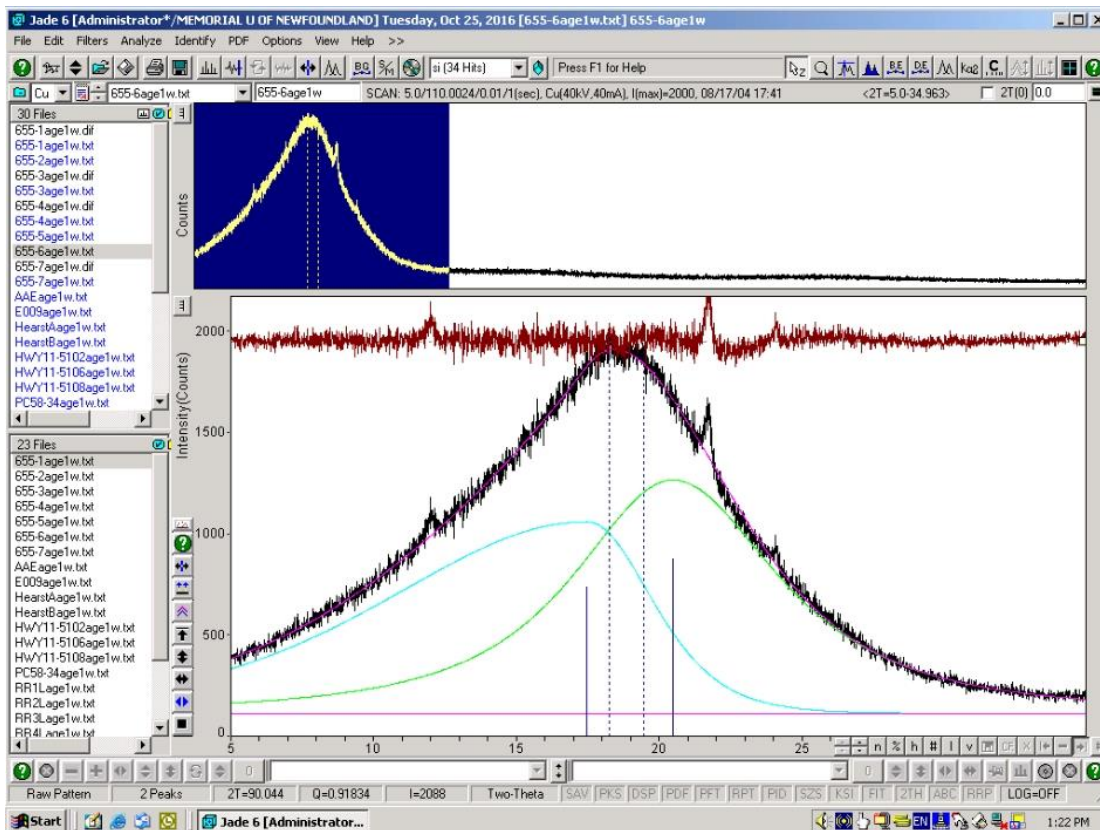 Jade 6 [Administrator*/MEMORIAL U OF NEWFOUNDLAND] Tuesday, Oct 25, 2016 [655-6age1w.txt] 655-6age1w
File Edit Filters Analyze Identify PDF Options View Help >>
si (34 Hits) Press F1 for Help
Cu 655-6age1w.txt 655-6age1w SCAN: 5.0/110.0024/0.01/1(sec), Cu(40kV,40mA), I(max)=2000, 08/17/04 17:41 <2T=5.0-34.963> 2T(0) 0.0
30 Files
655-1age1w.dif
655-1age1w.txt
655-2age1w.txt
655-3age1w.dif
655-3age1w.txt
655-4age1w.dif
655-4age1w.txt
655-5age1w.txt
655-6age1w.txt
655-7age1w.dif
655-7age1w.txt
AAEage1w.txt
E009age1w.txt
HearstAage1w.txt
HearstBage1w.txt
HWY11-5102age1w.txt
HWY11-5106age1w.txt
HWY11-5108age1w.txt
PC58-34age1w.txt
Counts
23 Files
655-1age1w.txt
655-2age1w.txt
655-3age1w.txt
655-4age1w.txt
655-5age1w.txt
655-6age1w.txt
655-7age1w.txt
AAEage1w.txt
E009age1w.txt
HearstAage1w.txt
HearstBage1w.txt
HWY11-5102age1w.txt
HWY11-5106age1w.txt
HWY11-5108age1w.txt
PC58-34age1w.txt
RR1Lage1w.txt
RR2Lage1w.txt
RR3Lage1w.txt
RR4Lage1w.txt
Intensity(Counts)
2000
1500
1000
500
0
5 10 15 20 25
n % h # l v
0 0
Raw Pattern 2 Peaks 2T=90.044 Q=0.91834 I=2088 Two-Theta SAV PKS DSP PDF PFT RPT PID SZS KSI FIT 2TH ABC RRP LOG=OFF
Start Jade 6 [Administrator... EN 1:22 PM